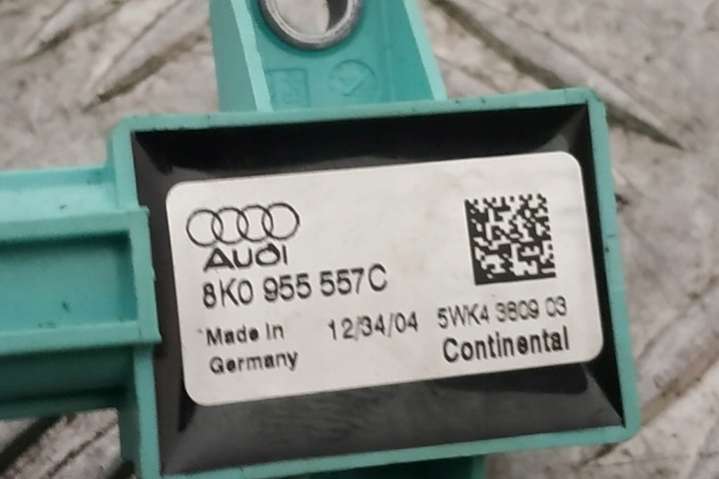 Audi
8K0 955 557C
Made in 12/34/04 5WK4 3809 03
Germany Continental